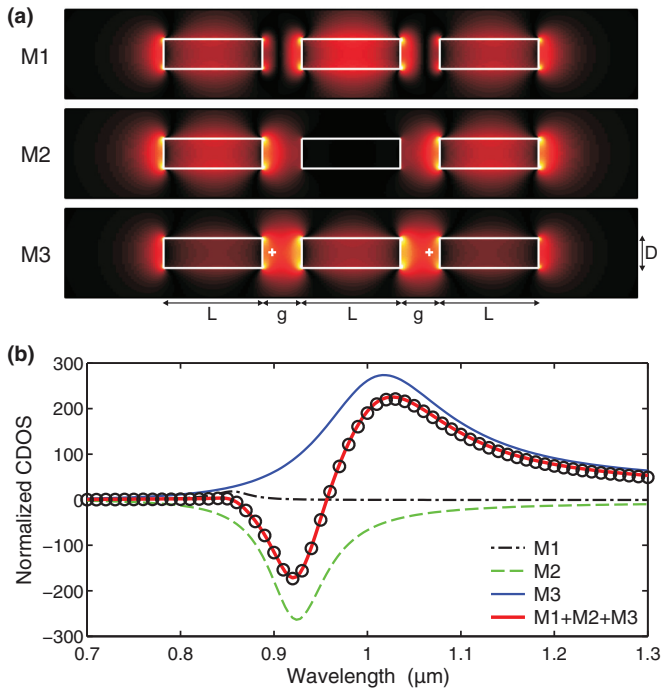 (a)
M1
M2
M3
D
L g L g L
(b)
Normalized CDOS
300
200
100
0
−100
−200
−300
M1
M2
M3
M1+M2+M3
0.7 0.8 0.9 1 1.1 1.2 1.3
Wavelength (μm)